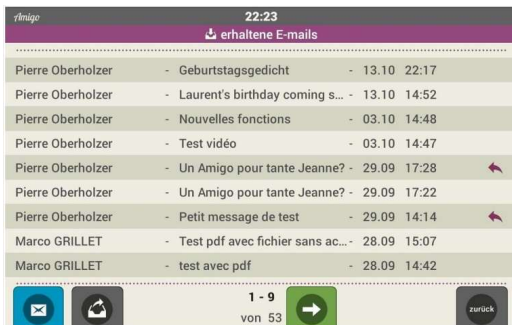 Amigo 22:23
erhaltene E-mails
Pierre Oberholzer - Geburtstagsgedicht - 13.10 22:17
Pierre Oberholzer - Laurent's birthday coming s... - 13.10 14:52
Pierre Oberholzer - Nouvelles fonctions - 03.10 14:48
Pierre Oberholzer - Test vidéo - 03.10 14:47
Pierre Oberholzer - Un Amigo pour tante Jeanne? - 29.09 17:28
Pierre Oberholzer - Un Amigo pour tante Jeanne? - 29.09 17:22
Pierre Oberholzer - Petit message de test - 29.09 14:14
Marco GRILLET - Test pdf avec fichier sans ac... - 28.09 15:07
Marco GRILLET - test avec pdf - 28.09 14:42
1 - 9
von 53
zurück